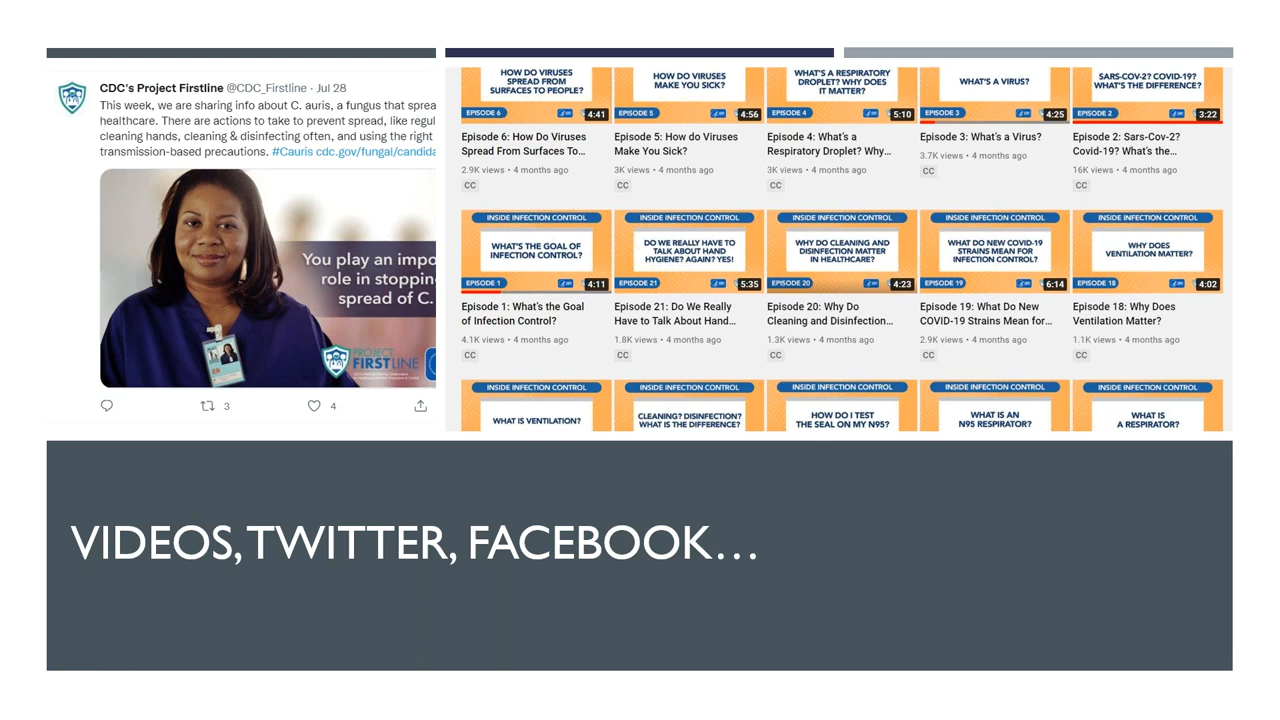 CDC's Project Firstline @CDC_Firstline · Jul 28
This week, we are sharing info about C. auris, a fungus that sprea
healthcare. There are actions to take to prevent spread, like regul
cleaning hands, cleaning & disinfecting often, and using the right
transmission-based precautions. #Cauris cdc.gov/fungal/candida
You play an impo
role in stopping
spread of C.
RN
PROJECT
FIRSTLINE
3
4
HOW DO VIRUSES
SPREAD FROM
SURFACES TO PEOPLE?
EPISODE 6
4:41
Episode 6: How Do Viruses
Spread From Surfaces To...
2.9K views • 4 months ago
CC
HOW DO VIRUSES
MAKE YOU SICK?
EPISODE 5
4:56
Episode 5: How do Viruses
Make You Sick?
3K views • 4 months ago
CC
WHAT'S A RESPIRATORY
DROPLET? WHY DOES
IT MATTER?
EPISODE 4
5:10
Episode 4: What's a
Respiratory Droplet? Why...
3K views • 4 months ago
CC
WHAT'S A VIRUS?
EPISODE 3
4:25
Episode 3: What's a Virus?
3.7K views • 4 months ago
CC
SARS-COV-2? COVID-19?
WHAT'S THE DIFFERENCE?
EPISODE 2
3:22
Episode 2: Sars-Cov-2?
Covid-19? What's the...
16K views • 4 months ago
CC
INSIDE INFECTION CONTROL
WHAT'S THE GOAL OF
INFECTION CONTROL?
EPISODE 1
4:11
Episode 1: What's the Goal
of Infection Control?
4.1K views • 4 months ago
CC
INSIDE INFECTION CONTROL
DO WE REALLY HAVE TO
TALK ABOUT HAND
HYGIENE? AGAIN? YES!
EPISODE 21
5:35
Episode 21: Do We Really
Have to Talk About Hand...
1.8K views • 4 months ago
CC
INSIDE INFECTION CONTROL
WHY DO CLEANING AND
DISINFECTION MATTER
IN HEALTHCARE?
EPISODE 20
4:23
Episode 20: Why Do
Cleaning and Disinfection...
1.3K views • 4 months ago
CC
INSIDE INFECTION CONTROL
WHAT DO NEW COVID-19
STRAINS MEAN FOR
INFECTION CONTROL?
EPISODE 19
6:14
Episode 19: What Do New
COVID-19 Strains Mean for...
2.9K views • 4 months ago
CC
INSIDE INFECTION CONTROL
WHY DOES
VENTILATION MATTER?
EPISODE 18
4:02
Episode 18: Why Does
Ventilation Matter?
1.1K views • 4 months ago
CC
INSIDE INFECTION CONTROL
WHAT IS VENTILATION?
INSIDE INFECTION CONTROL
CLEANING? DISINFECTION?
WHAT IS THE DIFFERENCE?
INSIDE INFECTION CONTROL
HOW DO I TEST
THE SEAL ON MY N95?
INSIDE INFECTION CONTROL
WHAT IS AN
N95 RESPIRATOR?
INSIDE INFECTION CONTROL
WHAT IS
A RESPIRATOR?
VIDEOS, TWITTER, FACEBOOK...